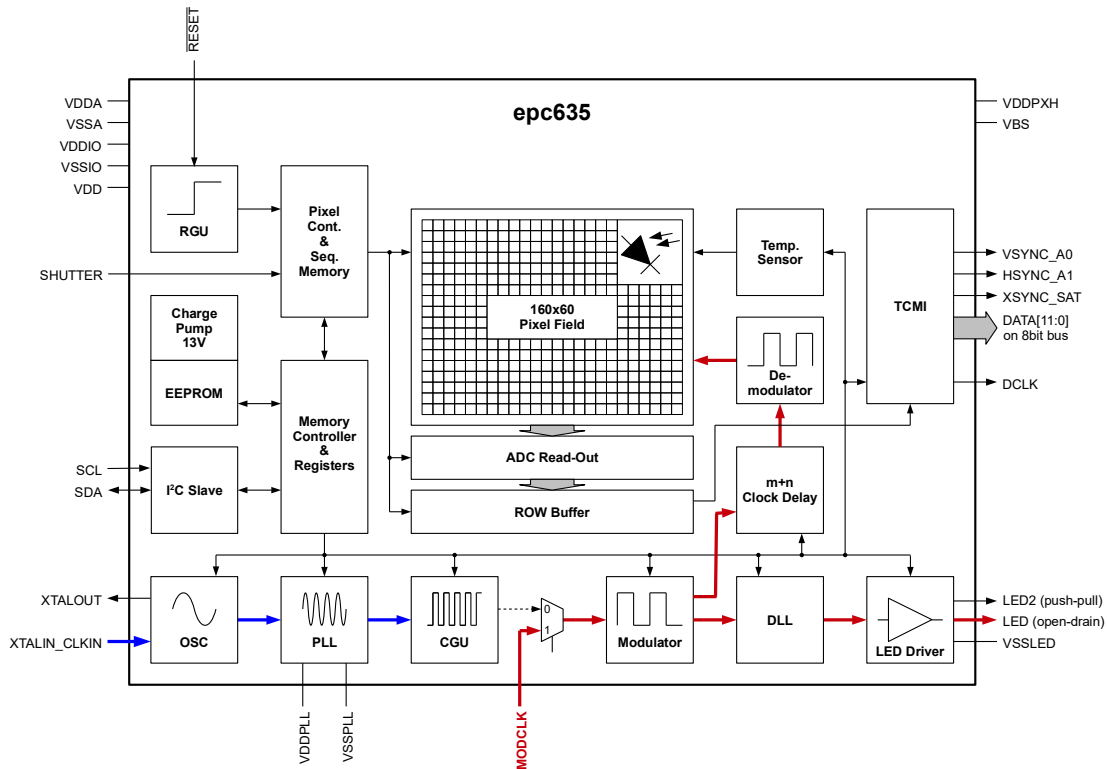 RESET
epc635
VDDA
VSSA
VDDIO
VSSIO
VDD
VDDPXH
VBS
RGU
Pixel
Cont.
&
Seq.
Memory
SHUTTER
Charge
Pump
13V
EEPROM
Memory
Controller
&
Registers
SCL
SDA
I²C Slave
160x60
Pixel Field
ADC Read-Out
ROW Buffer
Temp.
Sensor
De-
modulator
m+n
Clock Delay
TCMI
VSYNC_A0
HSYNC_A1
XSYNC_SAT
DATA[11:0]
on 8bit bus
DCLK
XTALOUT
XTALIN_CLKIN
OSC
PLL
CGU
0
1
Modulator
DLL
LED Driver
LED2 (push-pull)
LED (open-drain)
VSSLED
VDDPLL
VSSPLL
MODCLK